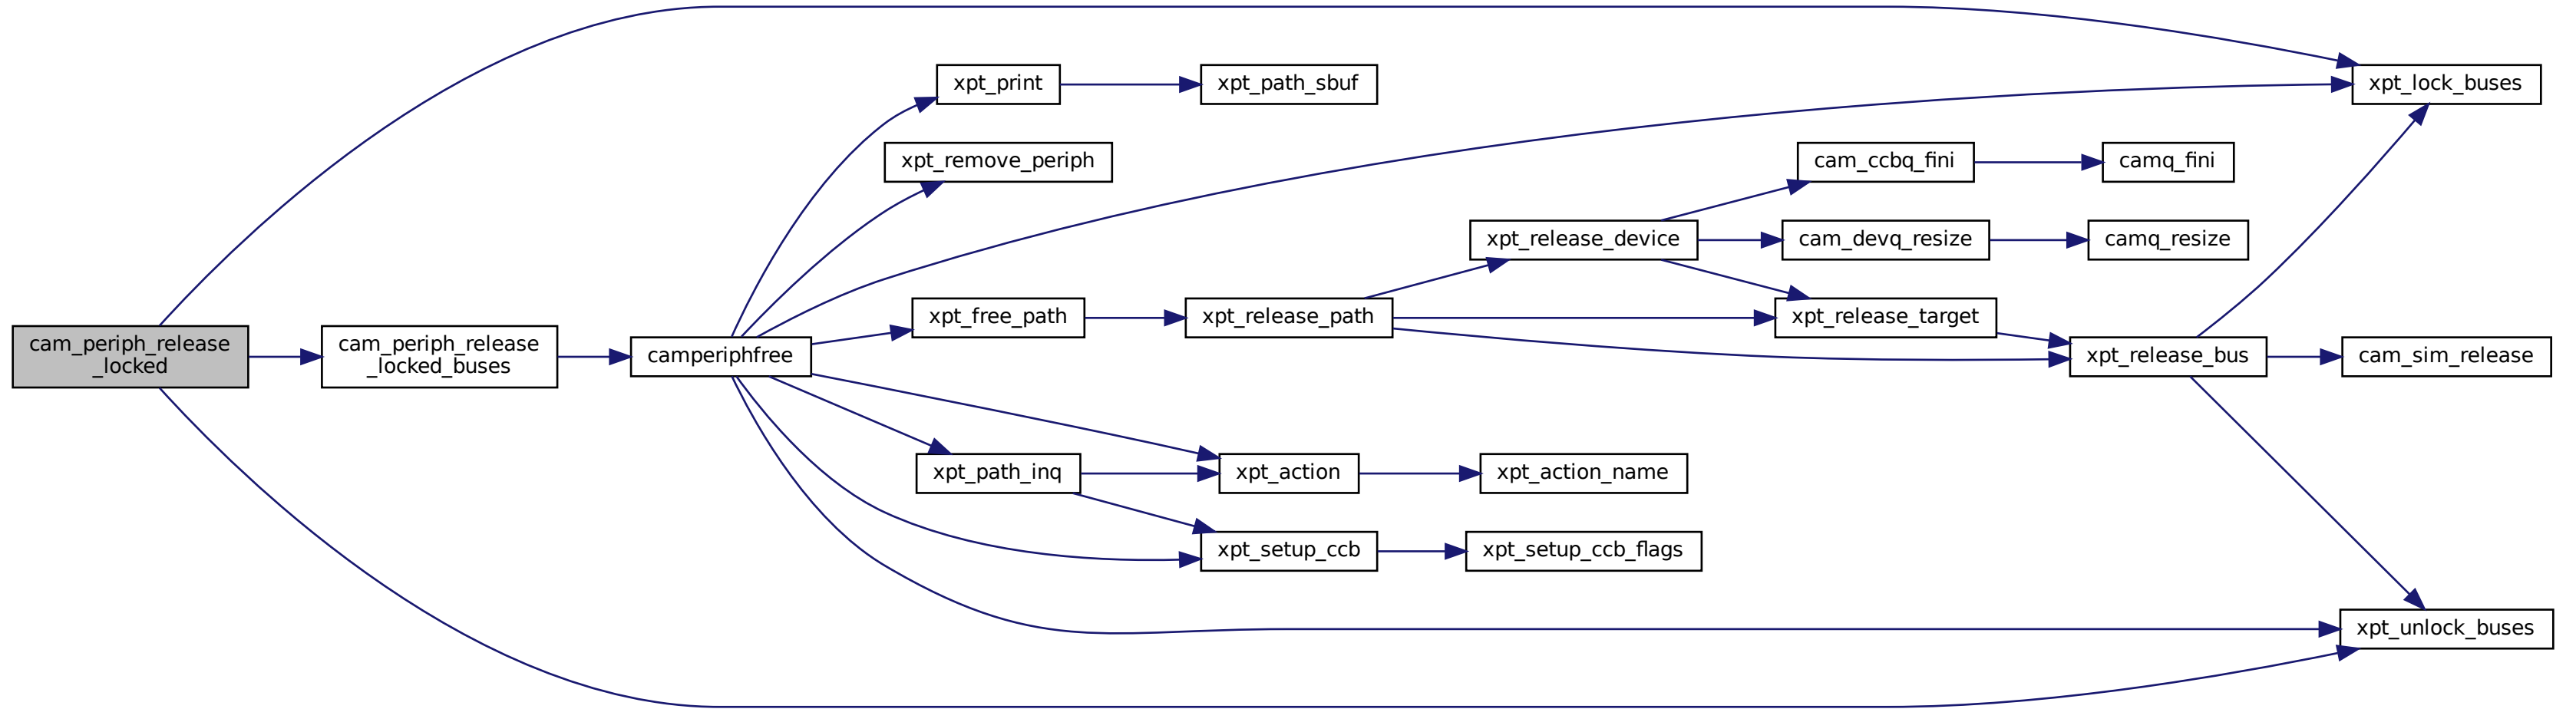 cam_periph_release
_locked
cam_periph_release
_locked_buses
camperiphfree
xpt_print
xpt_path_sbuf
xpt_remove_periph
xpt_free_path
xpt_release_path
xpt_release_device
cam_ccbq_fini
camq_fini
cam_devq_resize
camq_resize
xpt_release_target
xpt_release_bus
xpt_lock_buses
cam_sim_release
xpt_path_inq
xpt_action
xpt_action_name
xpt_setup_ccb
xpt_setup_ccb_flags
xpt_unlock_buses